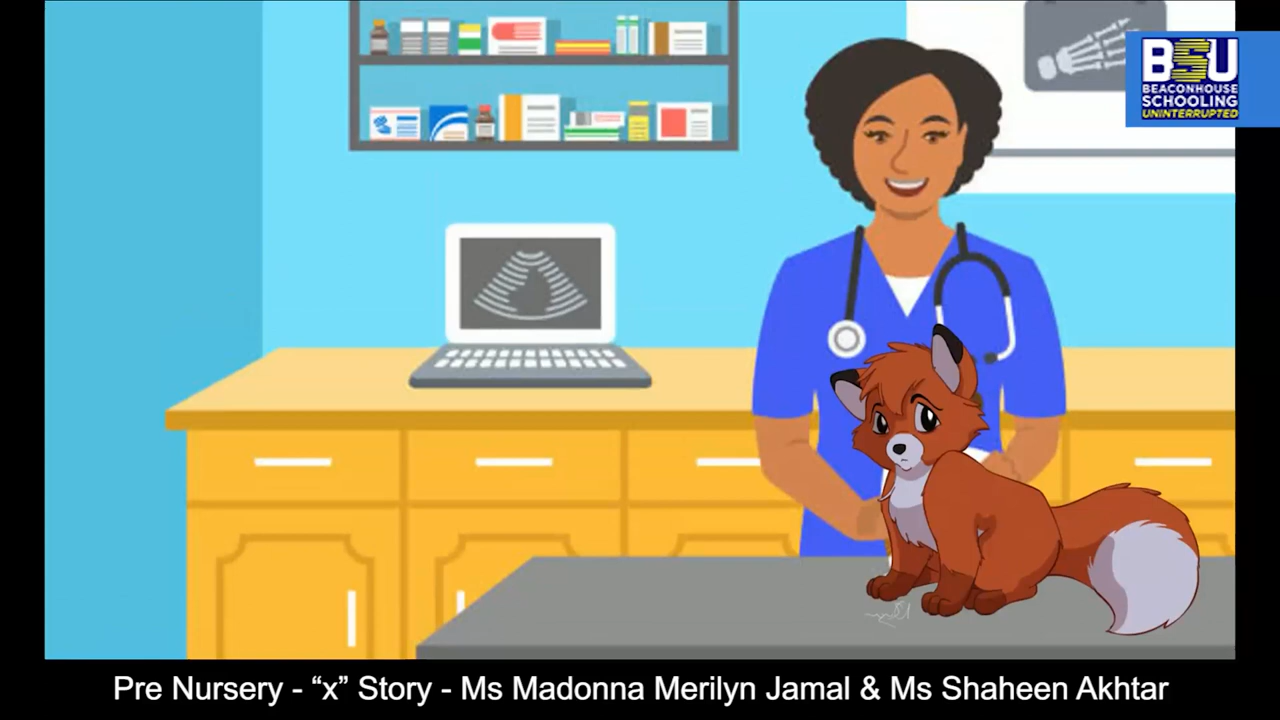 BSU
BEACONHOUSE
SCHOOLING
UNINTERRUPTED
Pre Nursery - “x” Story - Ms Madonna Merilyn Jamal & Ms Shaheen Akhtar